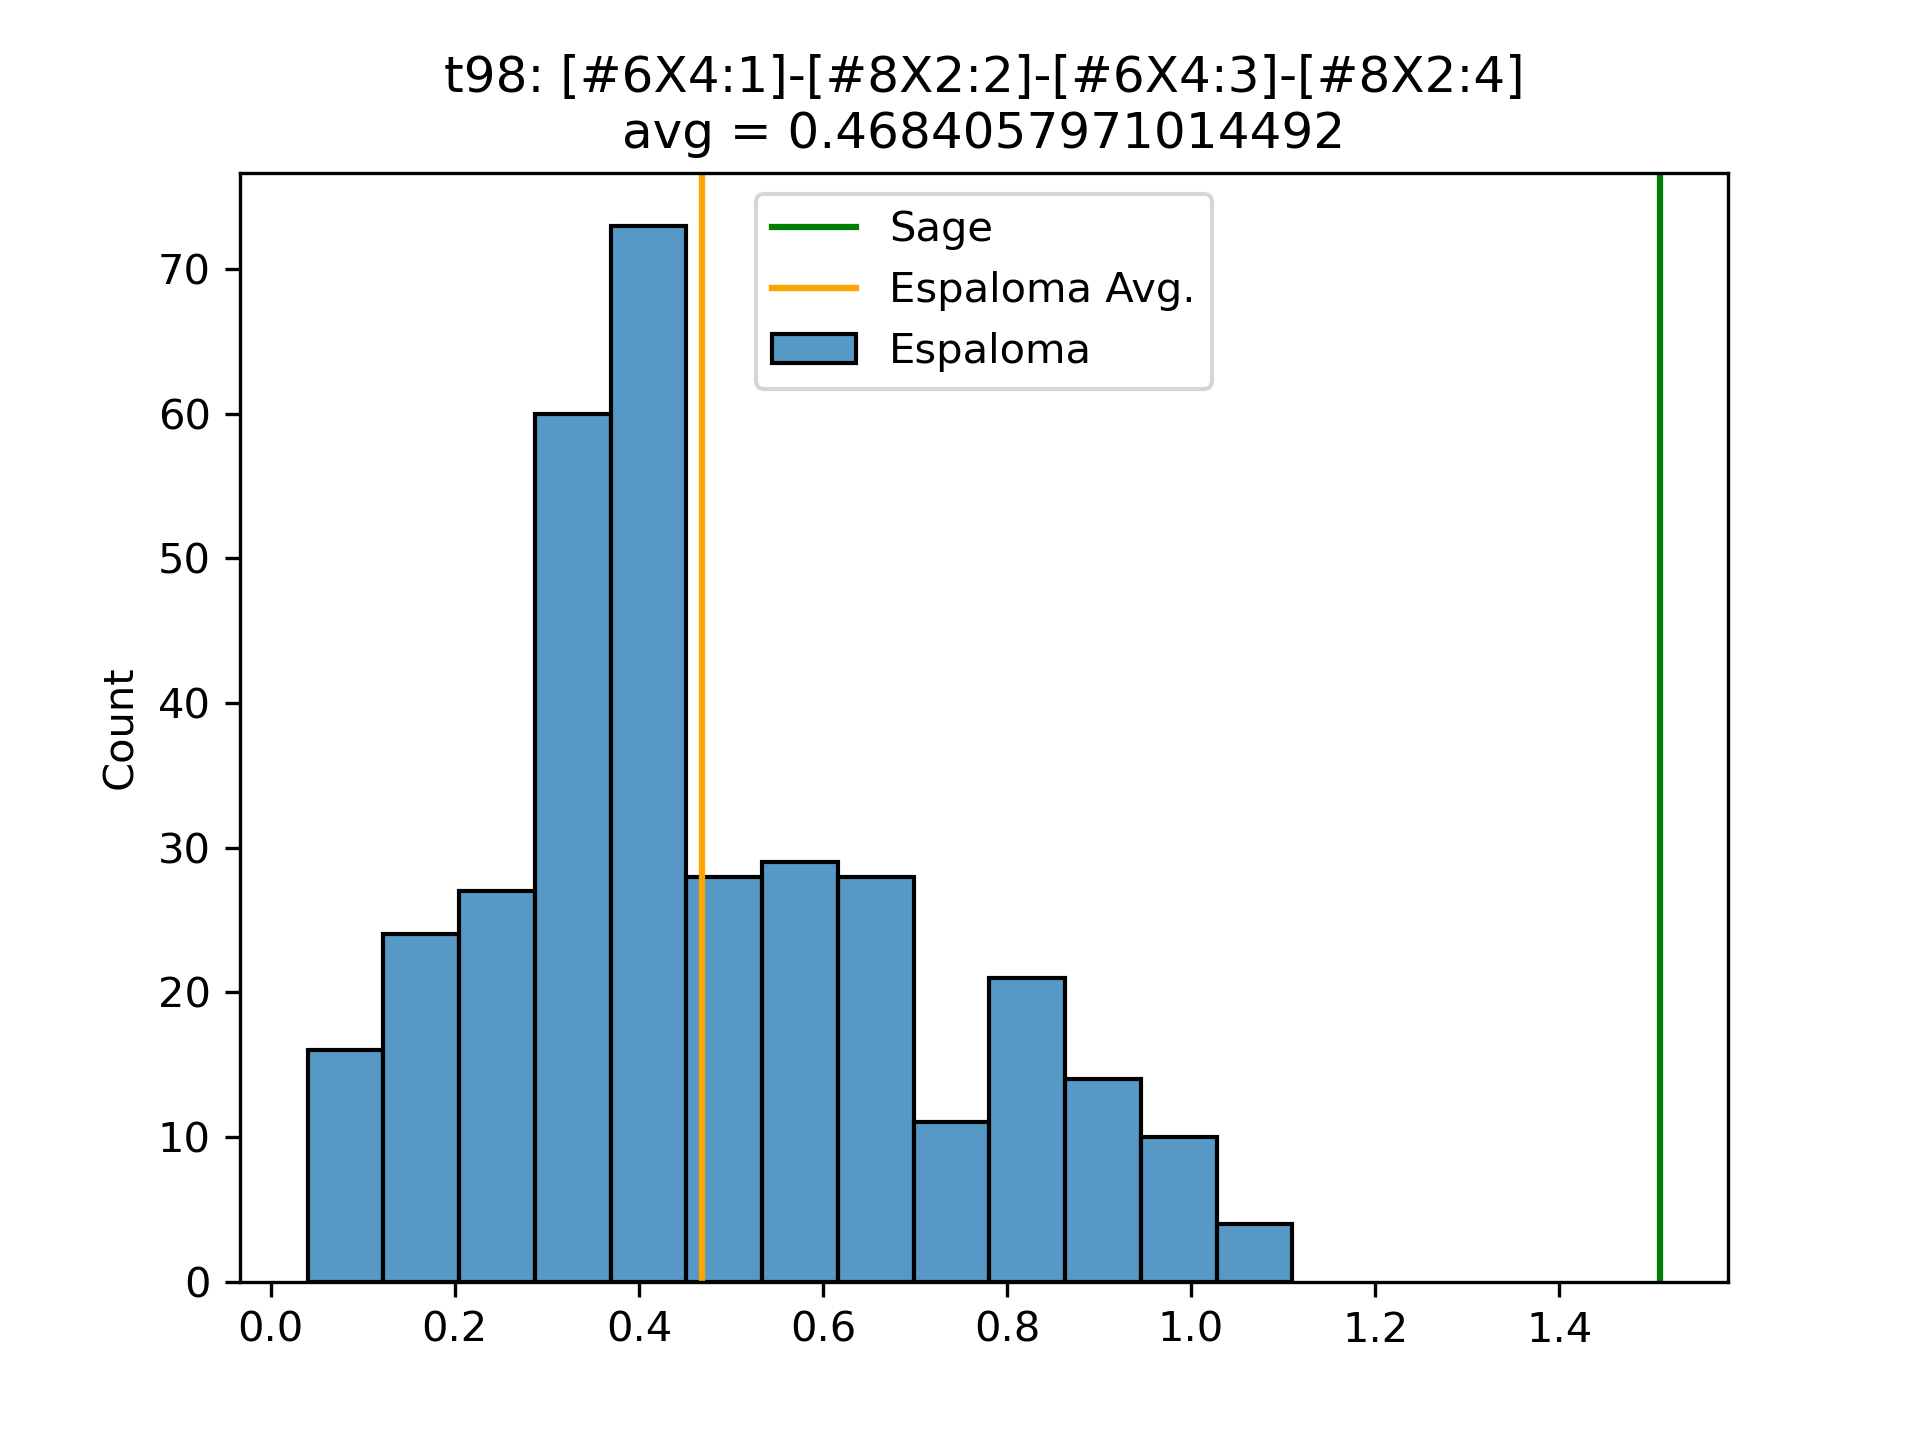 t98: [#6X4:1]-[#8X2:2]-[#6X4:3]-[#8X2:4]
avg = 0.4684057971014492
Sage
Espaloma Avg.
Espaloma
70
60
50
40
30
20
10
0
Count
0.0 0.2 0.4 0.6 0.8 1.0 1.2 1.4